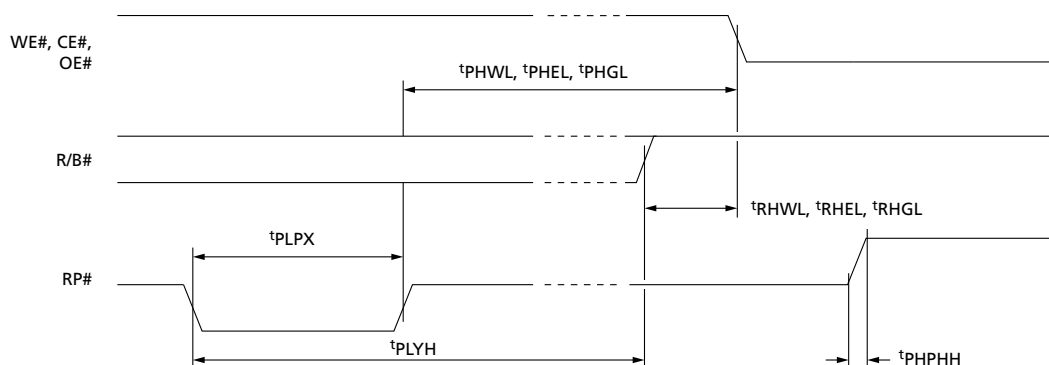 WE#, CE#,
OE#
tPHWL, tPHEL, tPHGL
R/B#
tRHWL, tRHEL, tRHGL
tPLPX
RP#
tPLYH
tPHPHH